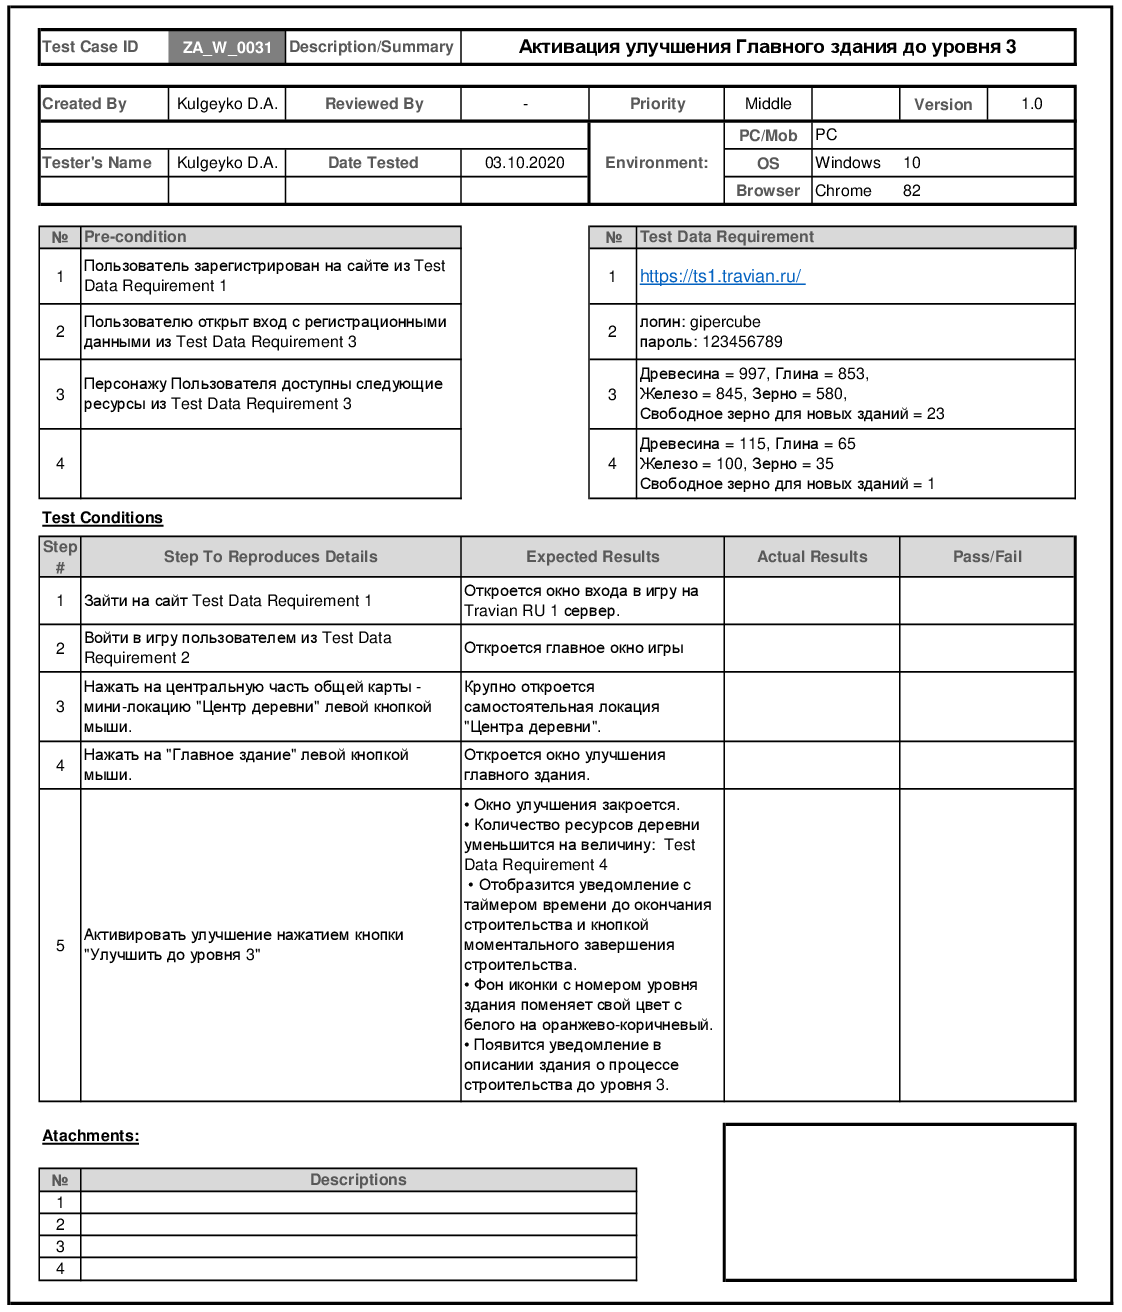 Test Case ID ZA_W_0031 Description/Summary Активация улучшения Главного здания до уровня 3
Created By Kulgeyko D.A. Reviewed By - Priority Middle Version 1.0
PC/Mob PC
Tester's Name Kulgeyko D.A. Date Tested 03.10.2020 Environment: OS Windows 10
Browser Chrome 82
№ Pre-condition
1 Пользователь зарегистрирован на сайте из Test
Data Requirement 1
2 Пользователю открыт вход с регистрационными
данными из Test Data Requirement 3
3 Персонажу Пользователя доступны следующие
ресурсы из Test Data Requirement 3
4
№ Test Data Requirement
1 https://ts1.travian.ru/
2 логин: gipercube
пароль: 123456789
3 Древесина = 997, Глина = 853,
Железо = 845, Зерно = 580,
Свободное зерно для новых зданий = 23
4 Древесина = 115, Глина = 65
Железо = 100, Зерно = 35
Свободное зерно для новых зданий = 1
Test Conditions
Step
# Step To Reproduces Details Expected Results Actual Results Pass/Fail
1 Зайти на сайт Test Data Requirement 1
Откроется окно входа в игру на
Travian RU 1 сервер.
2 Войти в игру пользователем из Test Data
Requirement 2
Откроется главное окно игры
3 Нажать на центральную часть общей карты -
мини-локацию "Центр деревни" левой кнопкой
мыши.
Крупно откроется
самостоятельная локация
"Центра деревни".
4 Нажать на "Главное здание" левой кнопкой
мыши.
Откроется окно улучшения
главного здания.
5 Активировать улучшение нажатием кнопки
"Улучшить до уровня 3"
• Окно улучшения закроется.
• Количество ресурсов деревни
уменьшится на величину: Test
Data Requirement 4
• Отобразится уведомление с
таймером времени до окончания
строительства и кнопкой
моментального завершения
строительства.
• Фон иконки с номером уровня
здания поменяет свой цвет с
белого на оранжево-коричневый.
• Появится уведомление в
описании здания о процессе
строительства до уровня 3.
Atachments:
№ Descriptions
1
2
3
4